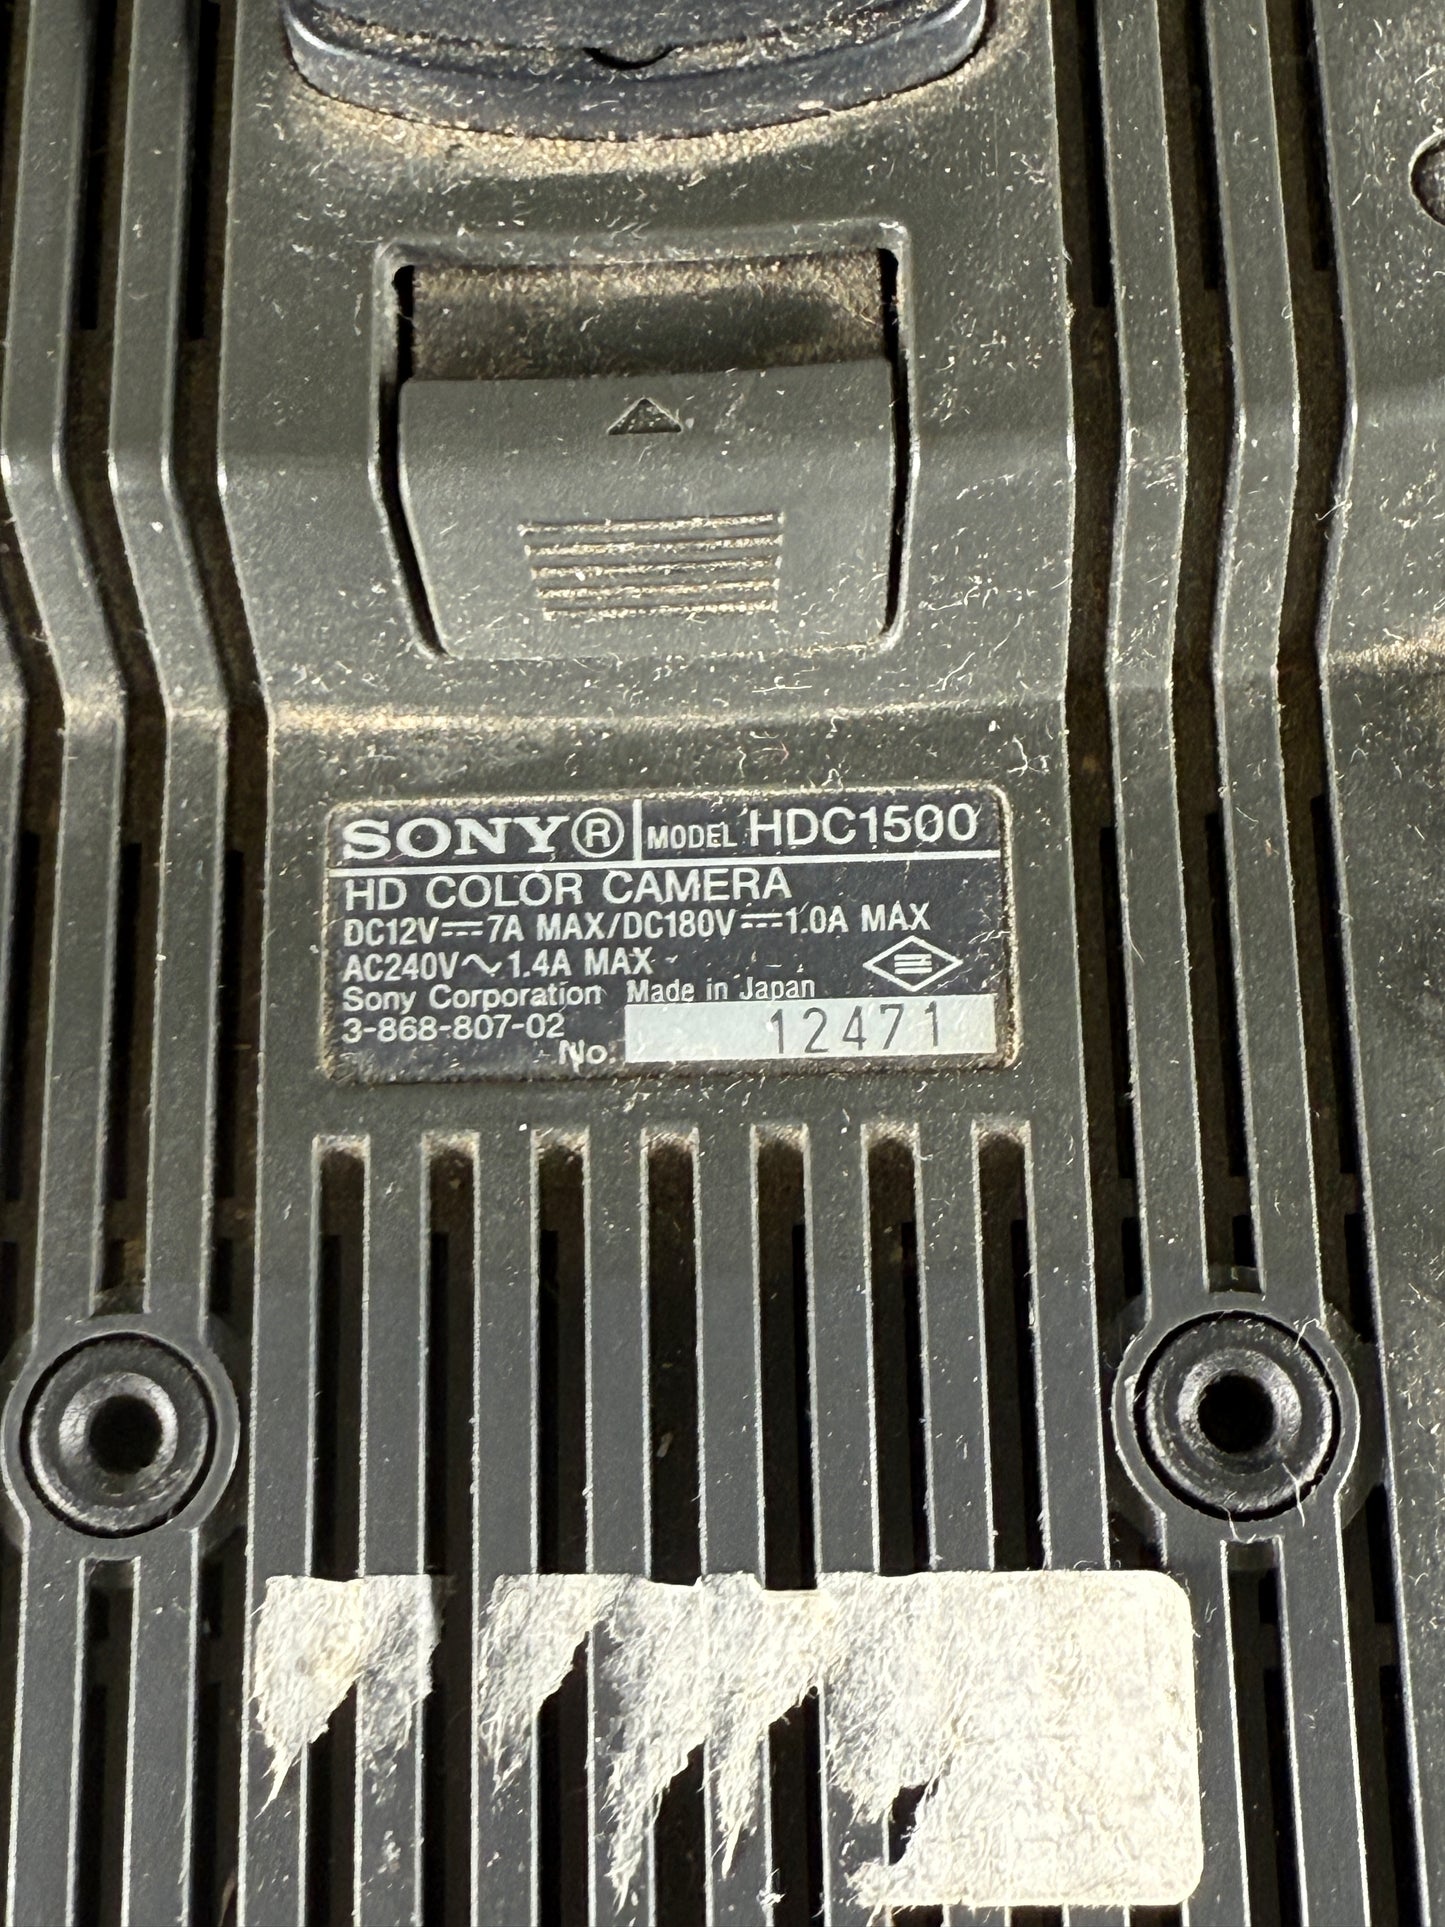 SONY® MODEL HDC1500
HD COLOR CAMERA
DC12V⎓7A MAX/DC180V⎓1.0A MAX
AC240V∼1.4A MAX
Sony Corporation Made in Japan
3-868-807-02
No. 12471